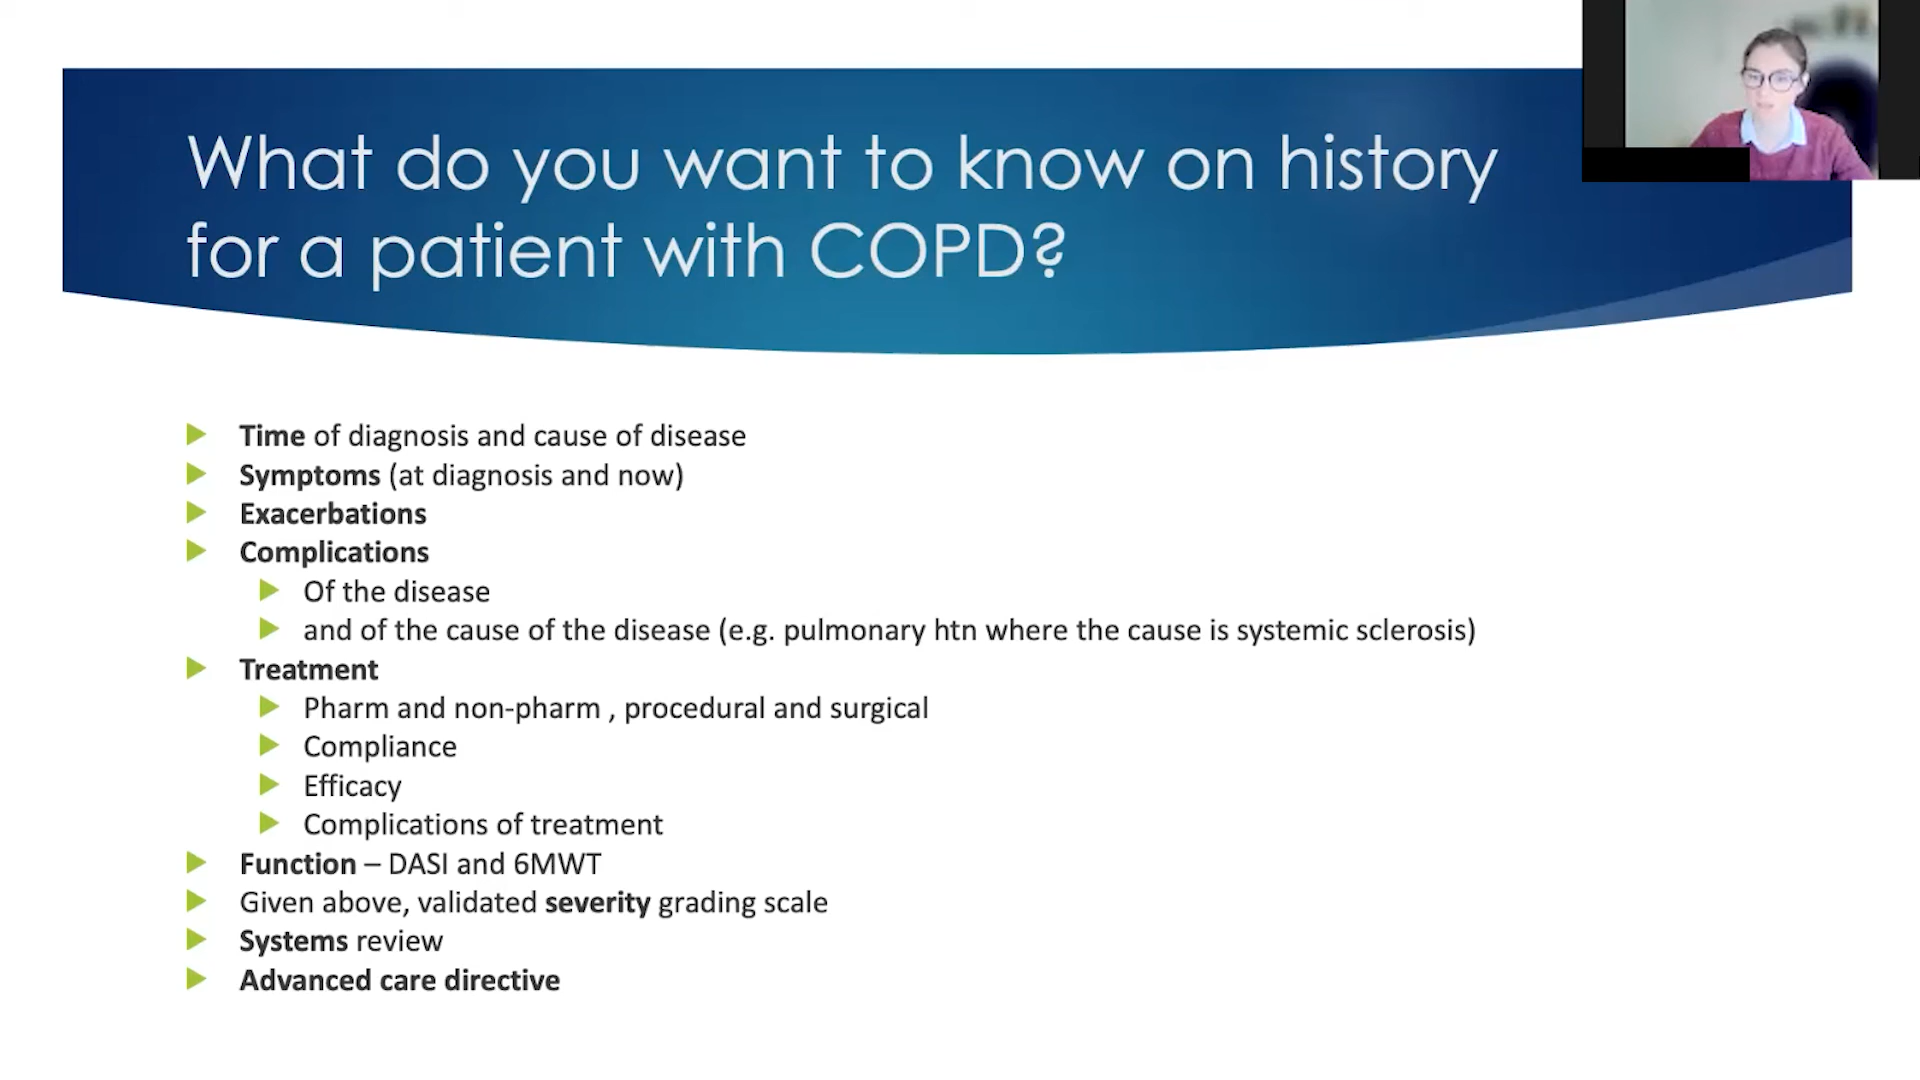 What do you want to know on history
for a patient with COPD?
Time of diagnosis and cause of disease
Symptoms (at diagnosis and now)
Exacerbations
Complications
Of the disease
and of the cause of the disease (e.g. pulmonary htn where the cause is systemic sclerosis)
Treatment
Pharm and non-pharm , procedural and surgical
Compliance
Efficacy
Complications of treatment
Function – DASI and 6MWT
Given above, validated severity grading scale
Systems review
Advanced care directive